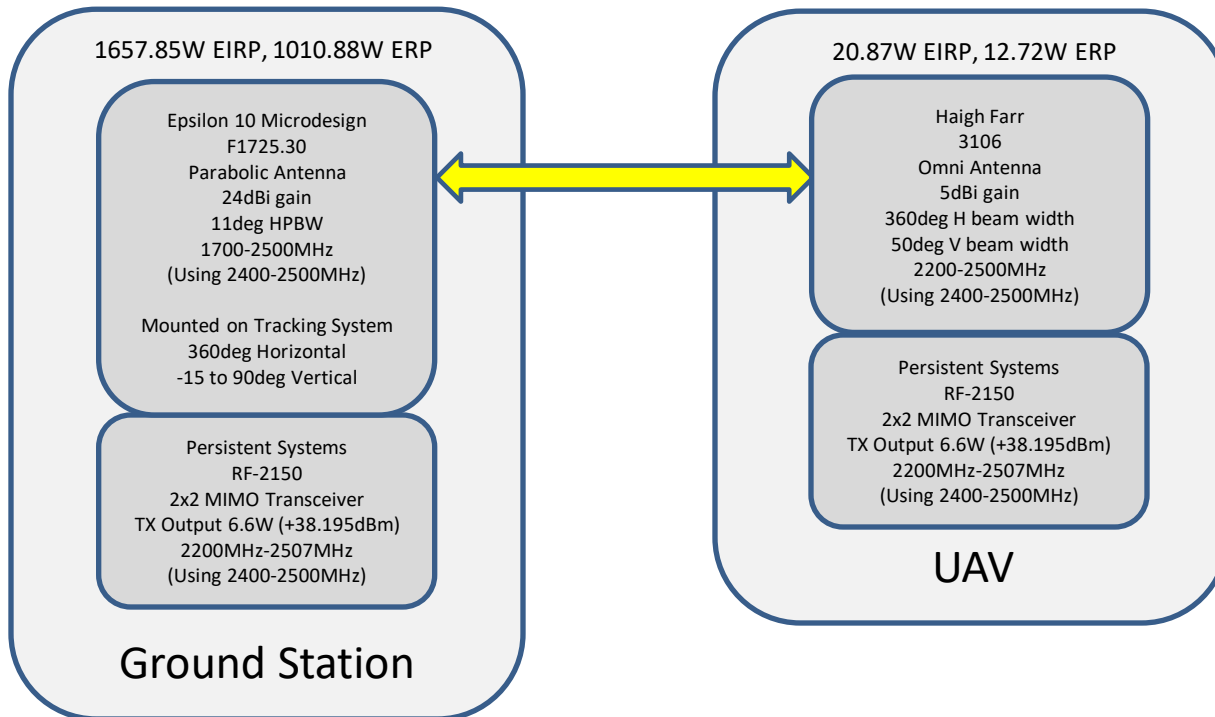 1657.85W EIRP, 1010.88W ERP
Epsilon 10 Microdesign
F1725.30
Parabolic Antenna
24dBi gain
11deg HPBW
1700-2500MHz
(Using 2400-2500MHz)
Mounted on Tracking System
360deg Horizontal
-15 to 90deg Vertical
Persistent Systems
RF-2150
2x2 MIMO Transceiver
TX Output 6.6W (+38.195dBm)
2200MHz-2507MHz
(Using 2400-2500MHz)
Ground Station
20.87W EIRP, 12.72W ERP
Haigh Farr
3106
Omni Antenna
5dBi gain
360deg H beam width
50deg V beam width
2200-2500MHz
(Using 2400-2500MHz)
Persistent Systems
RF-2150
2x2 MIMO Transceiver
TX Output 6.6W (+38.195dBm)
2200MHz-2507MHz
(Using 2400-2500MHz)
UAV